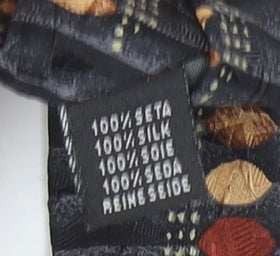 100% SETA
100% SILK
100% SOIE
100% SEDA
REINE SEIDE